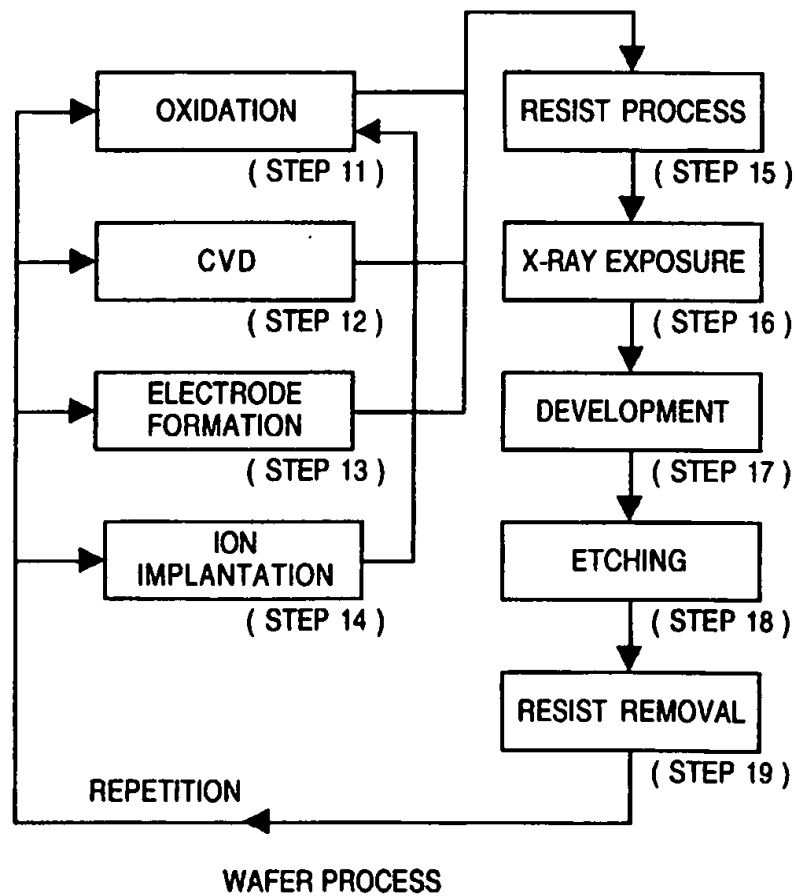 OXIDATION
( STEP 11 )
CVD
( STEP 12 )
ELECTRODE
FORMATION
( STEP 13 )
ION
IMPLANTATION
( STEP 14 )
RESIST PROCESS
( STEP 15 )
X-RAY EXPOSURE
( STEP 16 )
DEVELOPMENT
( STEP 17 )
ETCHING
( STEP 18 )
RESIST REMOVAL
( STEP 19 )
REPETITION
WAFER PROCESS